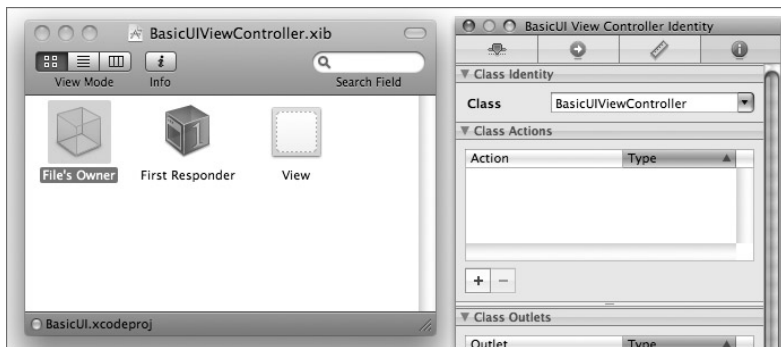 BasicUIViewController.xib
View Mode
Info
Search Field
File's Owner
First Responder
View
BasicUI.xcodeproj
BasicUI View Controller Identity
Class Identity
Class BasicUIViewController
Class Actions
Action Type
Class Outlets
Outlet Type